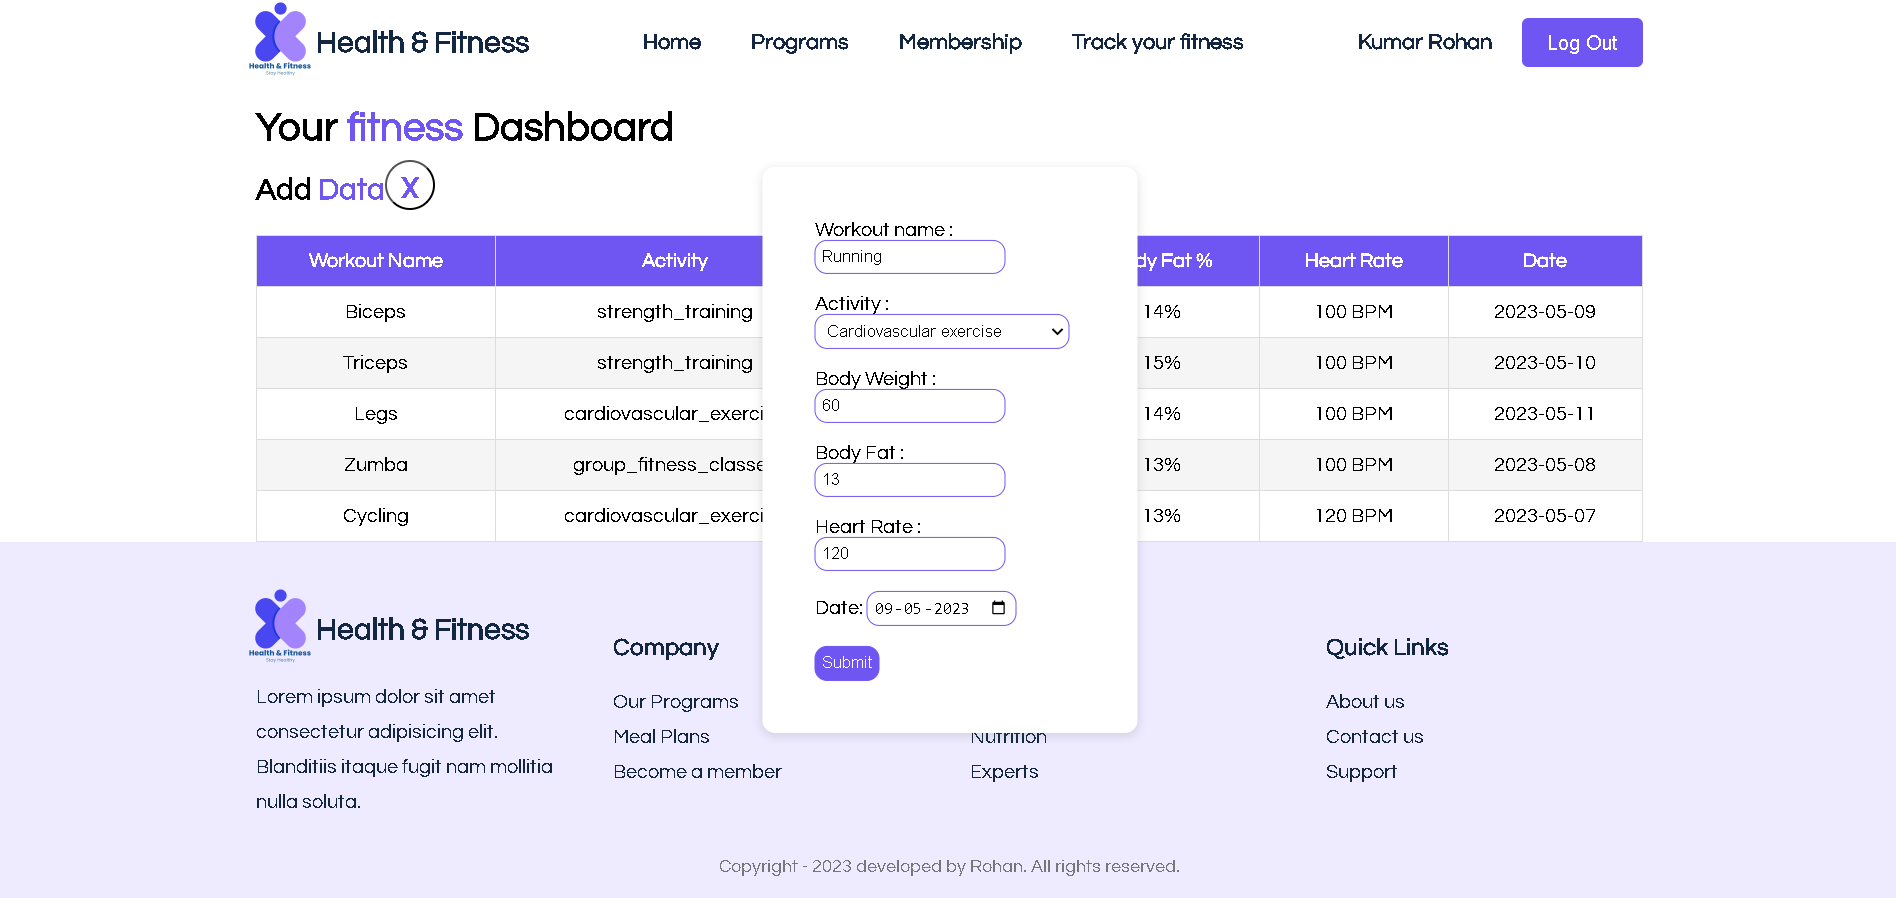 Health & Fitness
Stay Healthy
Health & Fitness
Home
Programs
Membership
Track your fitness
Kumar Rohan
Log Out
Your fitness Dashboard
Add Data X
Workout Name
Activity
dy Fat %
Heart Rate
Date
Biceps
strength_training
14%
100 BPM
2023-05-09
Triceps
strength_training
15%
100 BPM
2023-05-10
Legs
cardiovascular_exerci
14%
100 BPM
2023-05-11
Zumba
group_fitness_classe
13%
100 BPM
2023-05-08
Cycling
cardiovascular_exerci
13%
120 BPM
2023-05-07
Workout name :
Running
Activity :
Cardiovascular exercise
Body Weight :
60
Body Fat :
13
Heart Rate :
120
Date: 09-05-2023
Submit
Health & Fitness
Stay Healthy
Health & Fitness
Lorem ipsum dolor sit amet
consectetur adipisicing elit.
Blanditiis itaque fugit nam mollitia
nulla soluta.
Company
Our Programs
Meal Plans
Become a member
Nutrition
Experts
Quick Links
About us
Contact us
Support
Copyright - 2023 developed by Rohan. All rights reserved.